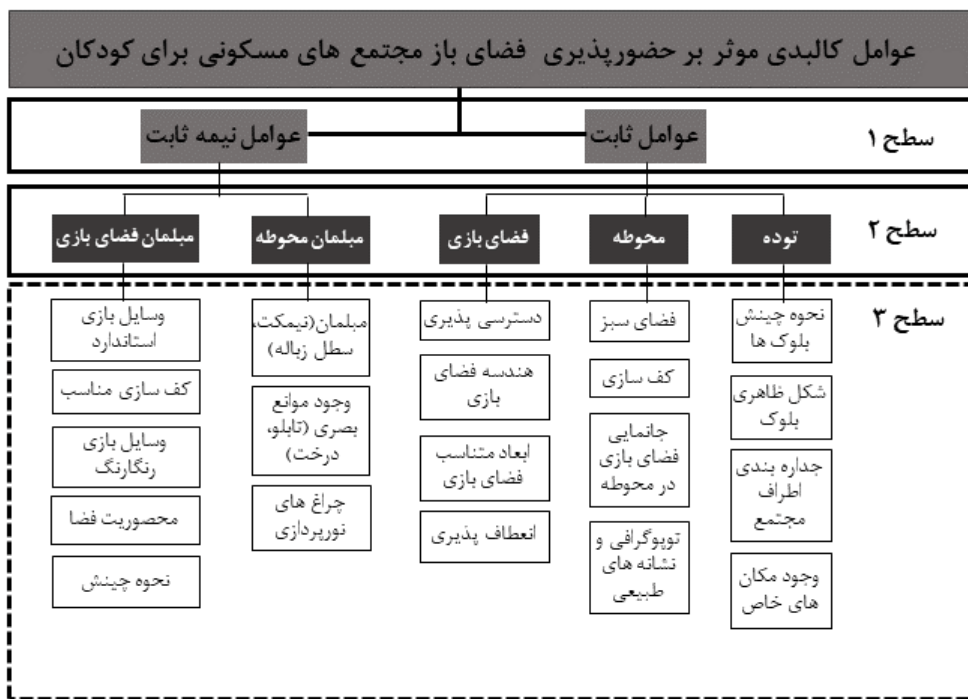 عوامل کالبدی موثر بر حضورپذیری فضای باز مجتمع های مسکونی برای کودکان
سطح ۱
عوامل ثابت
عوامل نیمه ثابت
سطح ۲
توده
محوطه
فضای بازی
مبلمان محوطه
مبلمان فضای بازی
سطح ۳
نحوه چینش
بلوک ها
شکل ظاهری
بلوک
جداره بندی
اطراف
مجتمع
وجود مکان
های خاص
فضای سبز
کف سازی
جانمایی
فضای بازی
در محوطه
توپوگرافی و
نشانه های
طبیعی
دسترسی پذیری
هندسه فضای
بازی
ابعاد متناسب
فضای بازی
انعطاف پذیری
مبلمان(نیمکت،
سطل زباله)
وجود موانع
بصری (تابلو،
درخت)
چراغ های
نورپردازی
وسایل بازی
استاندارد
کف سازی مناسب
وسایل بازی
رنگارنگ
محصوریت فضا
نحوه چینش